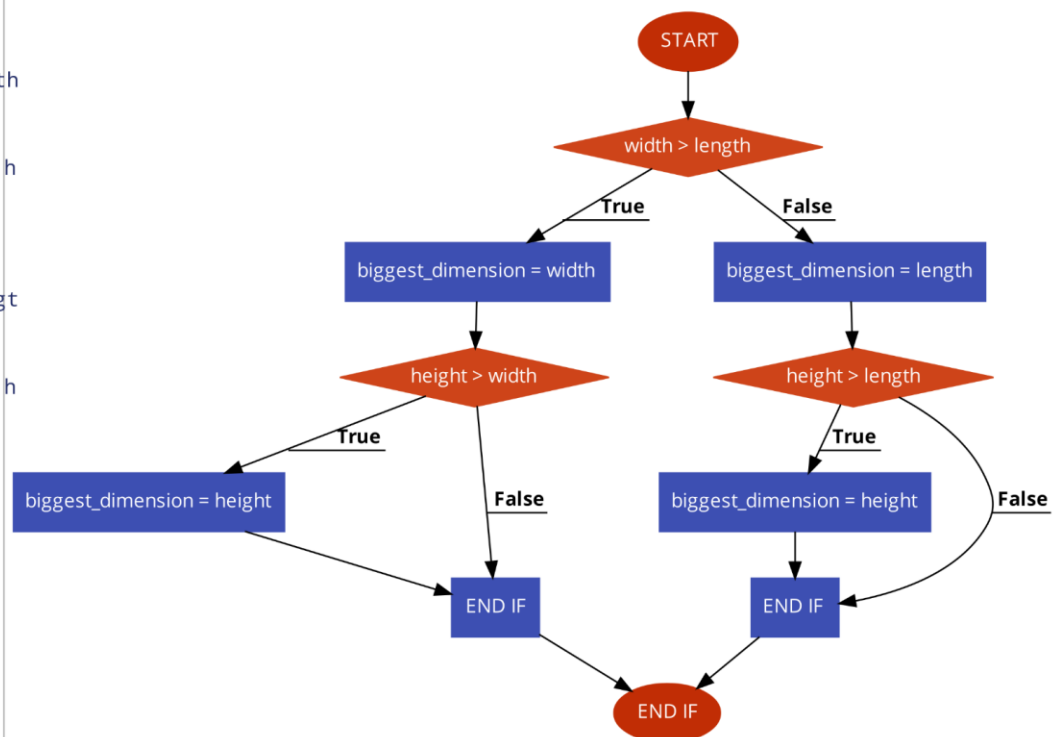 START
width > length
True
False
biggest_dimension = width
biggest_dimension = length
height > width
height > length
True
True
biggest_dimension = height
False
biggest_dimension = height
False
END IF
END IF
END IF